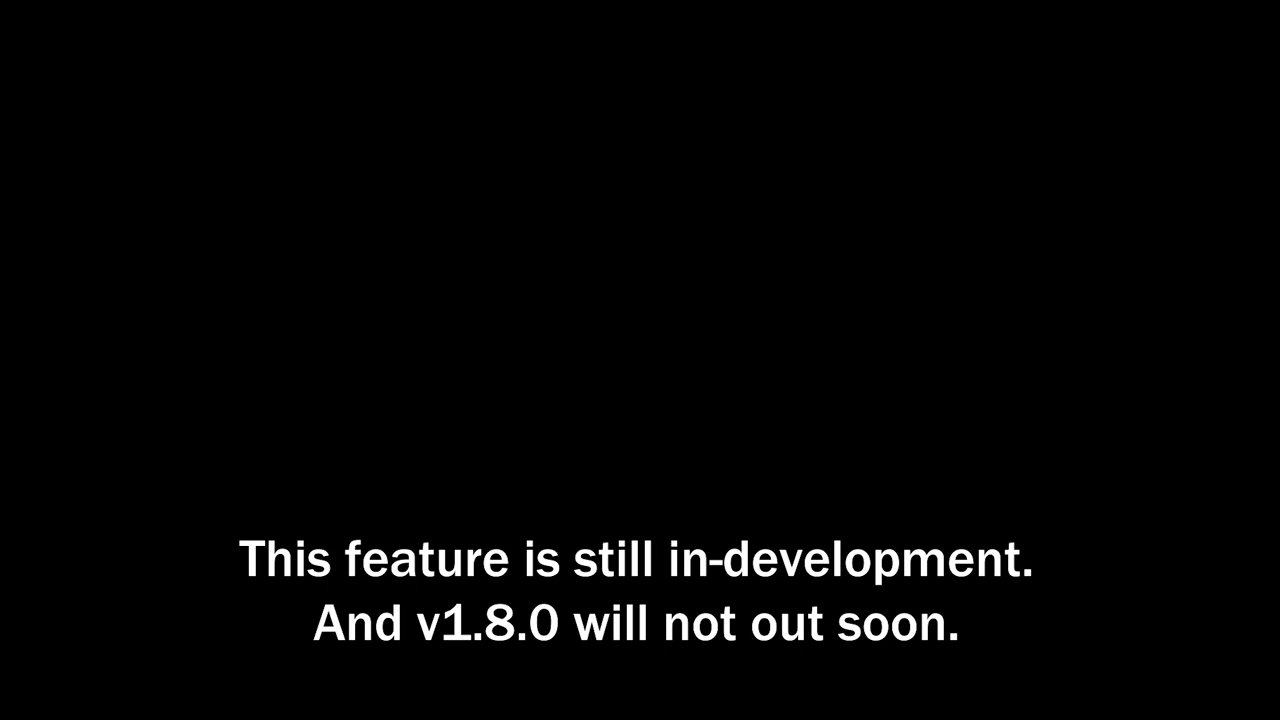 This feature is still in-development.
And v1.8.0 will not out soon.